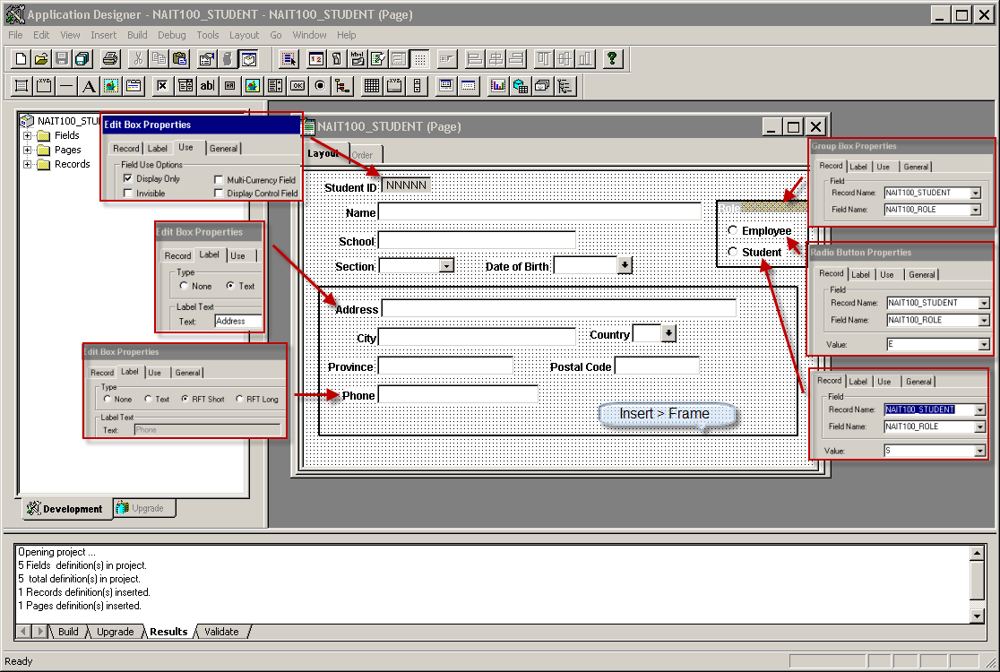 Application Designer - NAIT100_STUDENT - NAIT100_STUDENT (Page)
File Edit View Insert Build Debug Tools Layout Go Window Help
NAIT100_STU
Fields
Pages
Records
Edit Box Properties
Record Label Use General
Field Use Options
Display Only Multi-Currency Field
Invisible Display Control Field
Edit Box Properties
Record Label Use
Type
None Text
Label Text
Text: Address
Edit Box Properties
Record Label Use General
Type
None Text RFT Short RFT Long
Label Text
Text: Phone
NAIT100_STUDENT (Page)
Layout Order
Student ID NNNNN
Name
School
Section Date of Birth
Role
Employee
Student
Address
City Country
Province Postal Code
Phone
Insert > Frame
Group Box Properties
Record Label Use General
Field
Record Name: NAIT100_STUDENT
Field Name: NAIT100_ROLE
Radio Button Properties
Record Label Use General
Field
Record Name: NAIT100_STUDENT
Field Name: NAIT100_ROLE
Value: E
Record Label Use General
Field
Record Name: NAIT100_STUDENT
Field Name: NAIT100_ROLE
Value: S
Development Upgrade
Opening project ...
5 Fields definition(s) in project.
5 total definition(s) in project.
1 Records definition(s) inserted.
1 Pages definition(s) inserted.
Build Upgrade Results Validate
Ready